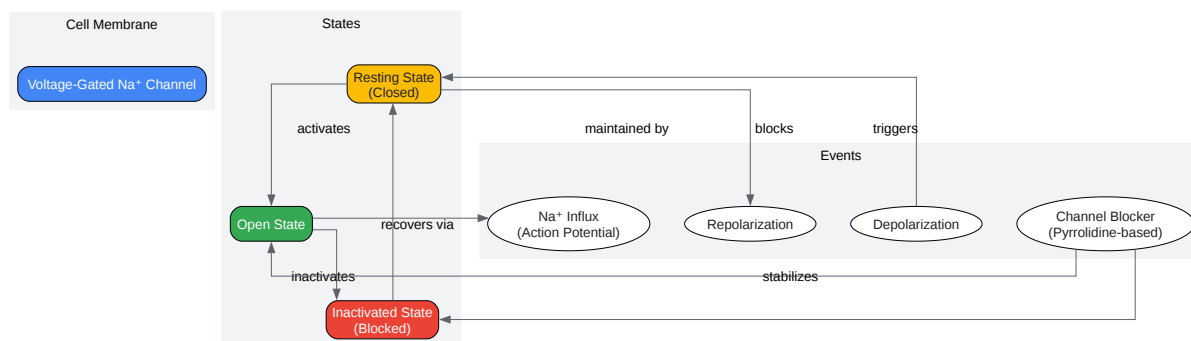 Cell Membrane
States
Voltage-Gated Na⁺ Channel
Resting State
(Closed)
activates
maintained by
blocks
triggers
Events
Open State
recovers via
Na⁺ Influx
(Action Potential)
Repolarization
Depolarization
Channel Blocker
(Pyrrolidine-based)
inactivates
stabilizes
Inactivated State
(Blocked)